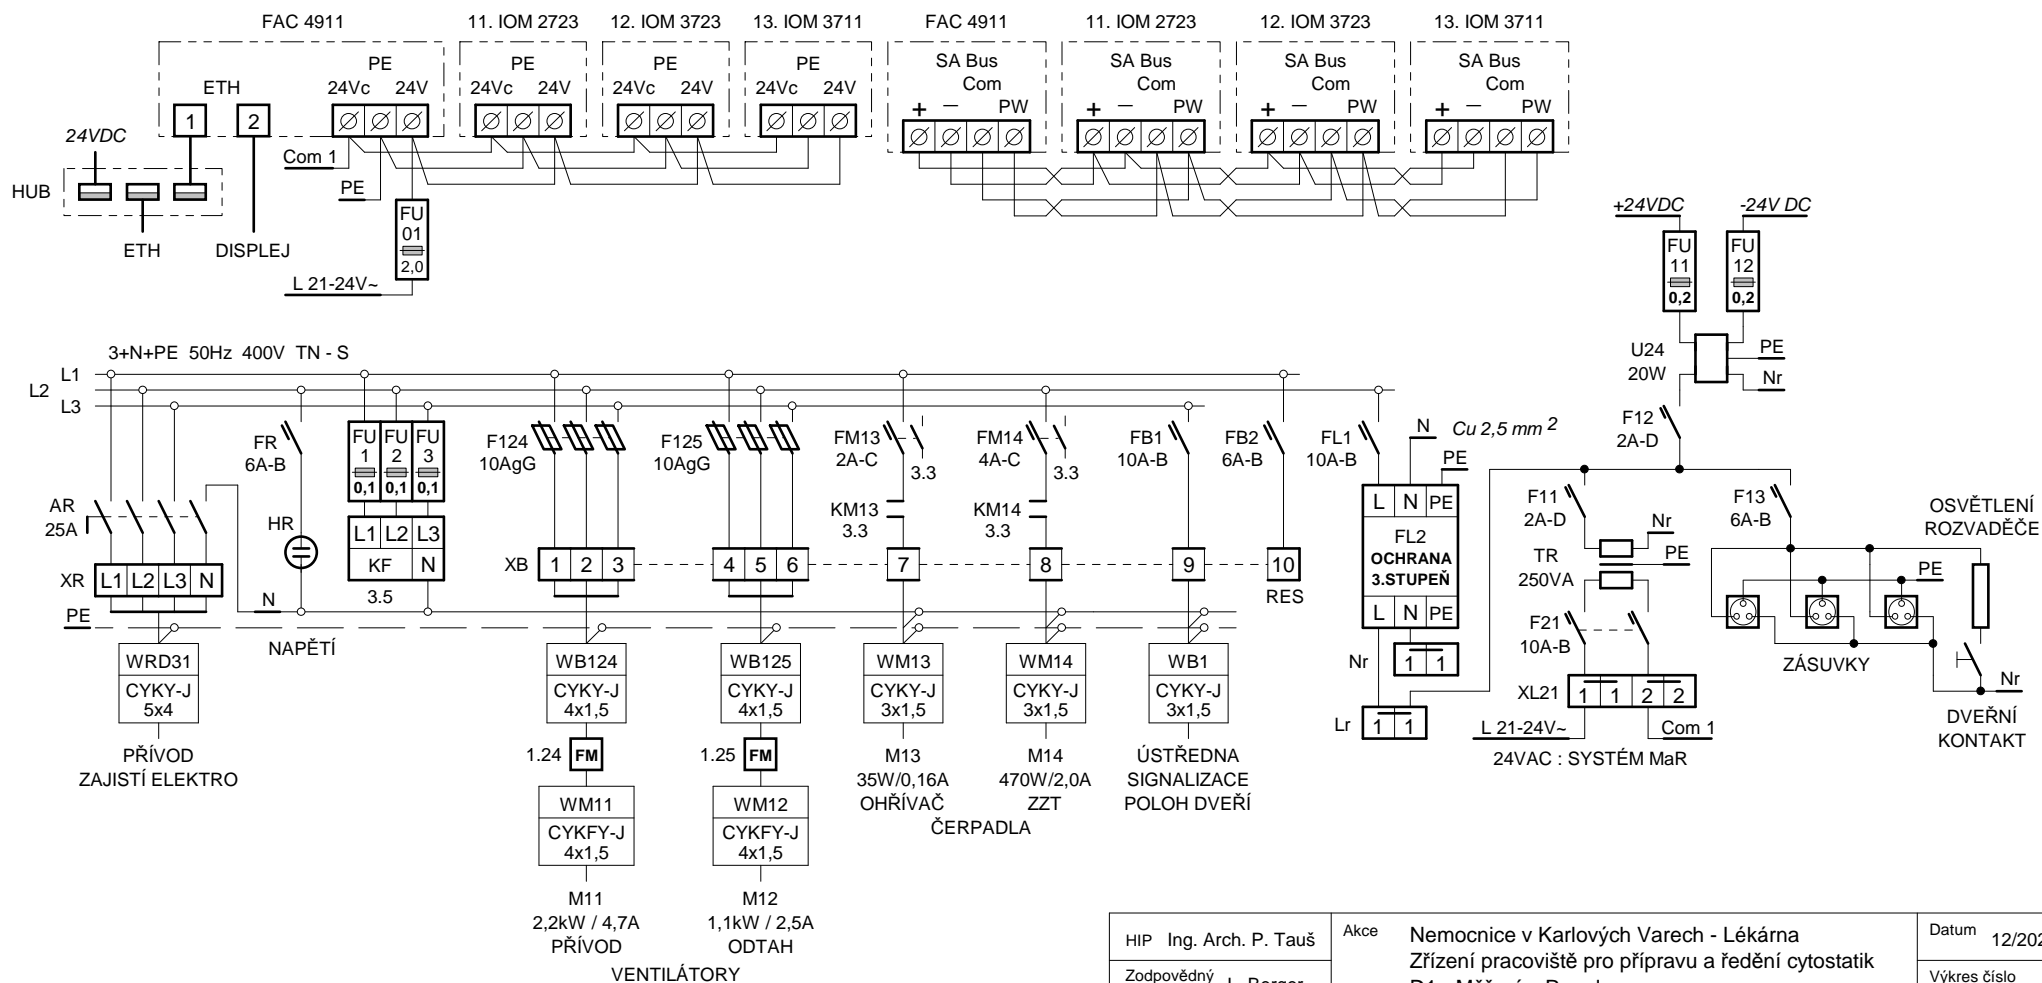 FAC 4911 11. IOM 2723 12. IOM 3723 13. IOM 3711 FAC 4911 11. IOM 2723 12. IOM 3723 13. IOM 3711
PE PE PE PE SA Bus SA Bus SA Bus SA Bus
ETH 24Vc 24V 24Vc 24V 24Vc 24V 24Vc 24V Com Com Com Com
+ — PW + — PW + — PW + — PW
1 2
24VDC
Com 1
PE
HUB
ETH DISPLEJ
FU
01
2,0
L 21-24V~
+24VDC -24V DC
FU FU
11 12
0,2 0,2
U24
20W
PE
Nr
3+N+PE 50Hz 400V TN - S
L1
L2
L3
FR
6A-B
FU FU FU
1 2 3
0,1 0,1 0,1
F124
10AgG
F125
10AgG
FM13
2A-C
3.3
FM14
4A-C
3.3
FB1
10A-B
FB2
6A-B
FL1
10A-B
N Cu 2,5 mm 2
PE
F12
2A-D
AR
25A
HR
L1 L2 L3
KF N
3.5
KM13
3.3
KM14
3.3
L N PE
FL2
OCHRANA
3.STUPEŇ
L N PE
F11
2A-D
Nr
PE
TR
250VA
F13
6A-B
OSVĚTLENÍ
ROZVADĚČE
XR L1 L2 L3 N
XB 1 2 3 4 5 6 7 8 9 10
RES
N
PE
NAPĚTÍ
PE
F21
10A-B
ZÁSUVKY
Nr
1 1
Lr 1 1
XL21 1 1 2 2
L 21-24V~ Com 1
24VAC : SYSTÉM MaR
Nr
DVEŘNÍ
KONTAKT
WRD31
CYKY-J
5x4
PŘÍVOD
ZAJISTÍ ELEKTRO
WB124
CYKY-J
4x1,5
1.24 FM
WM11
CYKFY-J
4x1,5
M11
2,2kW / 4,7A
PŘÍVOD
WB125
CYKY-J
4x1,5
1.25 FM
WM12
CYKFY-J
4x1,5
M12
1,1kW / 2,5A
ODTAH
VENTILÁTORY
WM13
CYKY-J
3x1,5
M13
35W/0,16A
OHŘÍVAČ
WM14
CYKY-J
3x1,5
M14
470W/2,0A
ZZT
ČERPADLA
WB1
CYKY-J
3x1,5
ÚSTŘEDNA
SIGNALIZACE
POLOH DVEŘÍ
HIP Ing. Arch. P. Tauš
Akce Nemocnice v Karlových Varech - Lékárna
Zřízení pracoviště pro přípravu a ředění cytostatik
Datum
Zodpovědný
Výkres číslo